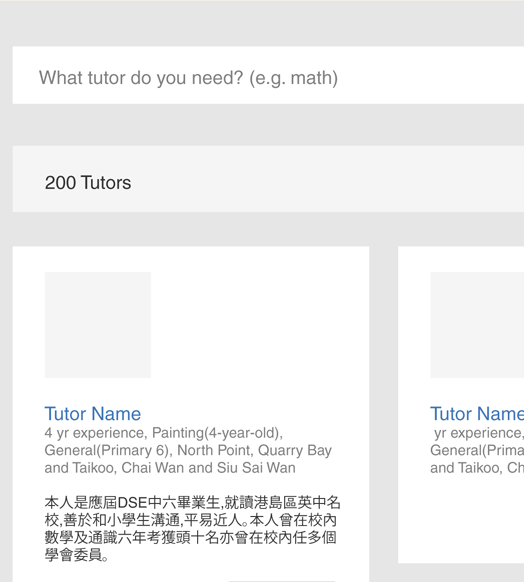 What tutor do you need? (e.g. math)
200 Tutors
Tutor Name
4 yr experience, Painting(4-year-old),
General(Primary 6), North Point, Quarry Bay
and Taikoo, Chai Wan and Siu Sai Wan
本人是應屆DSE中六畢業生,就讀港島區英中名
校,善於和小學生溝通,平易近人。本人曾在校內
數學及通識六年考獲頭十名亦曾在校內任多個
學會委員。
Tutor Name
yr experience,
General(Prima
and Taikoo, Ch